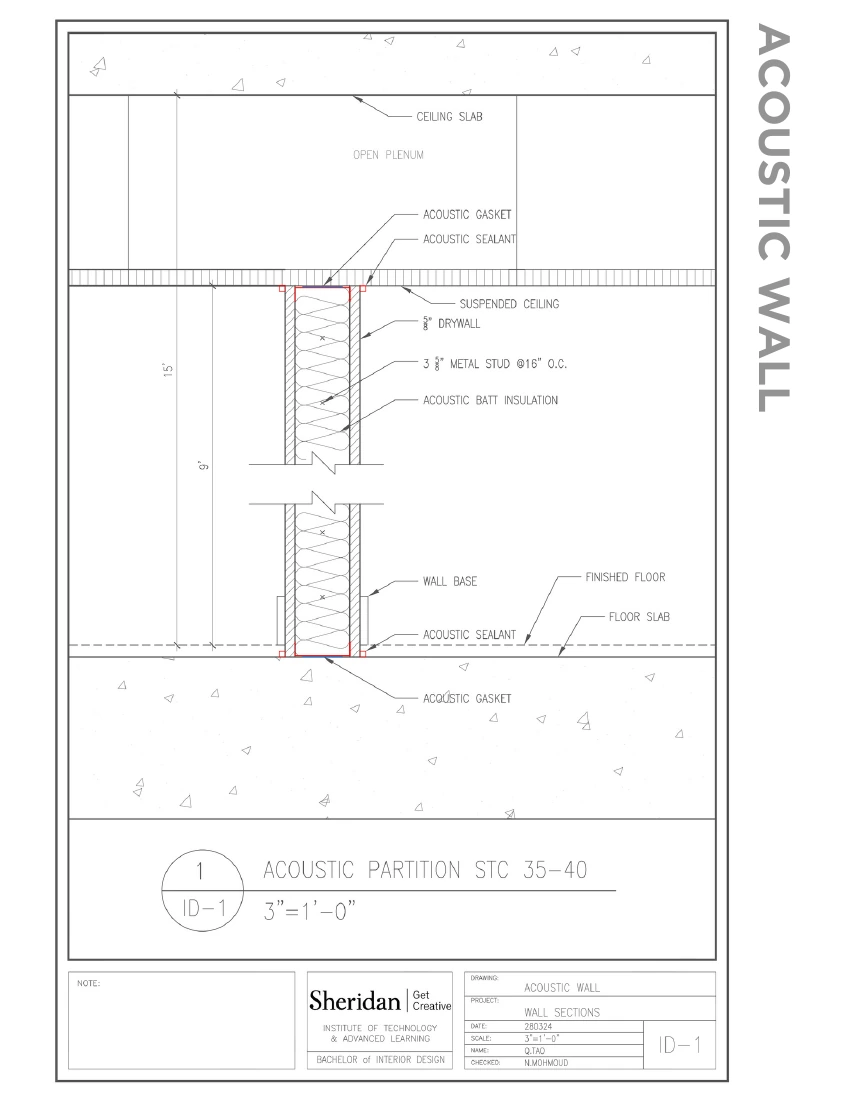 ACOUSTIC WALL
CEILING SLAB
OPEN PLENUM
ACOUSTIC GASKET
ACOUSTIC SEALANT
SUSPENDED CEILING
5/8" DRYWALL
3 5/8" METAL STUD @16" O.C.
ACOUSTIC BATT INSULATION
15'
9'
WALL BASE
FINISHED FLOOR
FLOOR SLAB
ACOUSTIC SEALANT
ACOUSTIC GASKET
1
ID-1
ACOUSTIC PARTITION STC 35-40
3"=1'-0"
NOTE:
Sheridan | Get
Creative
INSTITUTE OF TECHNOLOGY
& ADVANCED LEARNING
BACHELOR of INTERIOR DESIGN
DRAWING: ACOUSTIC WALL
PROJECT: WALL SECTIONS
DATE: 280324
SCALE: 3"=1'-0"
NAME: Q.TAO
CHECKED: N.MOHMOUD
ID-1